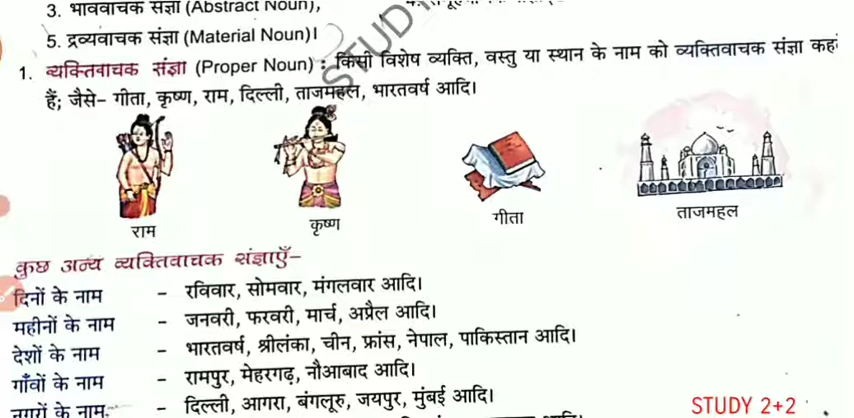 3. भाववाचक संज्ञा (Abstract Noun),
5. द्रव्यवाचक संज्ञा (Material Noun)।
STUD
1. व्यक्तिवाचक संज्ञा (Proper Noun) : किसी विशेष व्यक्ति, वस्तु या स्थान के नाम को व्यक्तिवाचक संज्ञा कह
हैं; जैसे– गीता, कृष्ण, राम, दिल्ली, ताजमहल, भारतवर्ष आदि।
राम कृष्ण गीता ताजमहल
कुछ अन्य व्यक्तिवाचक संज्ञाएँ–
दिनों के नाम – रविवार, सोमवार, मंगलवार आदि।
महीनों के नाम – जनवरी, फरवरी, मार्च, अप्रैल आदि।
देशों के नाम – भारतवर्ष, श्रीलंका, चीन, फ्रांस, नेपाल, पाकिस्तान आदि।
गाँवों के नाम – रामपुर, मेहरगढ़, नौआबाद आदि।
नगरों के नाम – दिल्ली, आगरा, बंगलूरु, जयपुर, मुंबई आदि।
STUDY 2+2